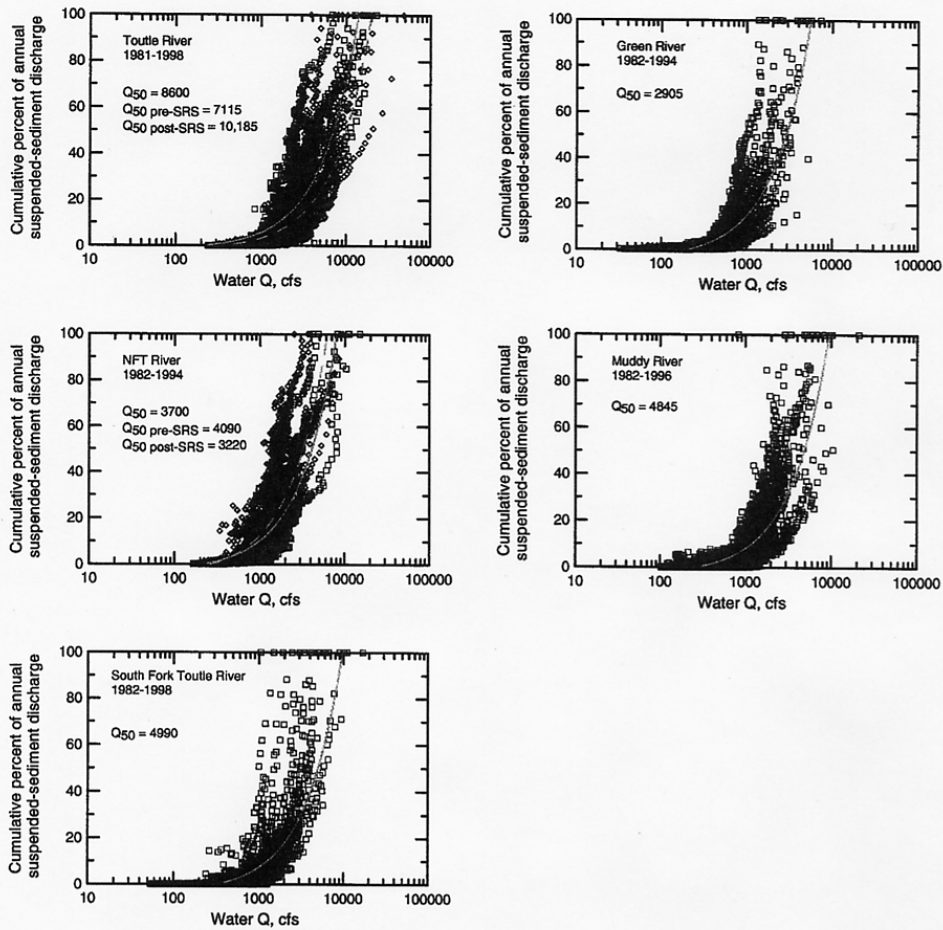 Cumulative percent of annual
suspended-sediment discharge
100
80
60
40
20
0
Toutle River
1981-1998
Q50 = 8600
Q50 pre-SRS = 7115
Q50 post-SRS = 10,185
10 100 1000 10000 100000
Water Q, cfs
Cumulative percent of annual
suspended-sediment discharge
100
80
60
40
20
0
Green River
1982-1994
Q50 = 2905
10 100 1000 10000 100000
Water Q, cfs
Cumulative percent of annual
suspended-sediment discharge
100
80
60
40
20
0
NFT River
1982-1994
Q50 = 3700
Q50 pre-SRS = 4090
Q50 post-SRS = 3220
10 100 1000 10000 100000
Water Q, cfs
Cumulative percent of annual
suspended-sediment discharge
100
80
60
40
20
0
Muddy River
1982-1996
Q50 = 4845
10 100 1000 10000 100000
Water Q, cfs
Cumulative percent of annual
suspended-sediment discharge
100
80
60
40
20
0
South Fork Toutle River
1982-1998
Q50 = 4990
10 100 1000 10000 100000
Water Q, cfs